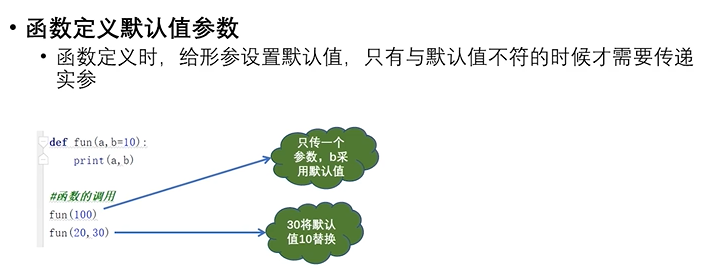 • 函数定义默认值参数
• 函数定义时，给形参设置默认值，只有与默认值不符的时候才需要传递
实参
def fun(a,b=10):
    print(a,b)
#函数的调用
fun(100)
fun(20,30)
只传一个
参数，b采
用默认值
30将默认
值10替换